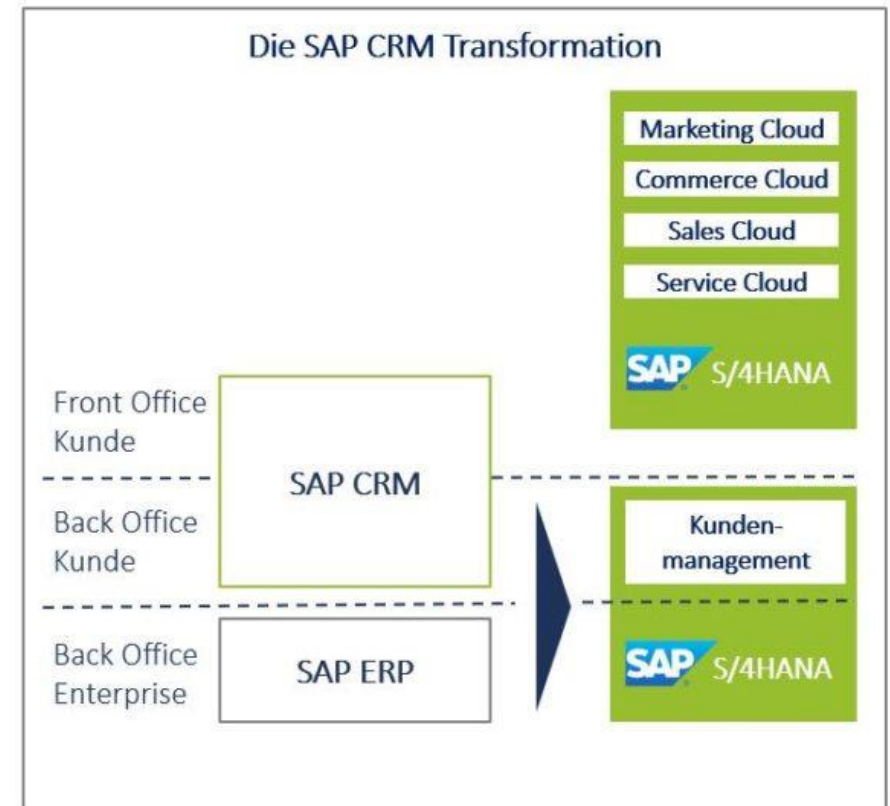 Die SAP CRM Transformation
Marketing Cloud
Commerce Cloud
Sales Cloud
Service Cloud
SAP S/4HANA
Front Office
Kunde
SAP CRM
Back Office
Kunde
Kunden-
management
Back Office
Enterprise
SAP ERP
SAP S/4HANA